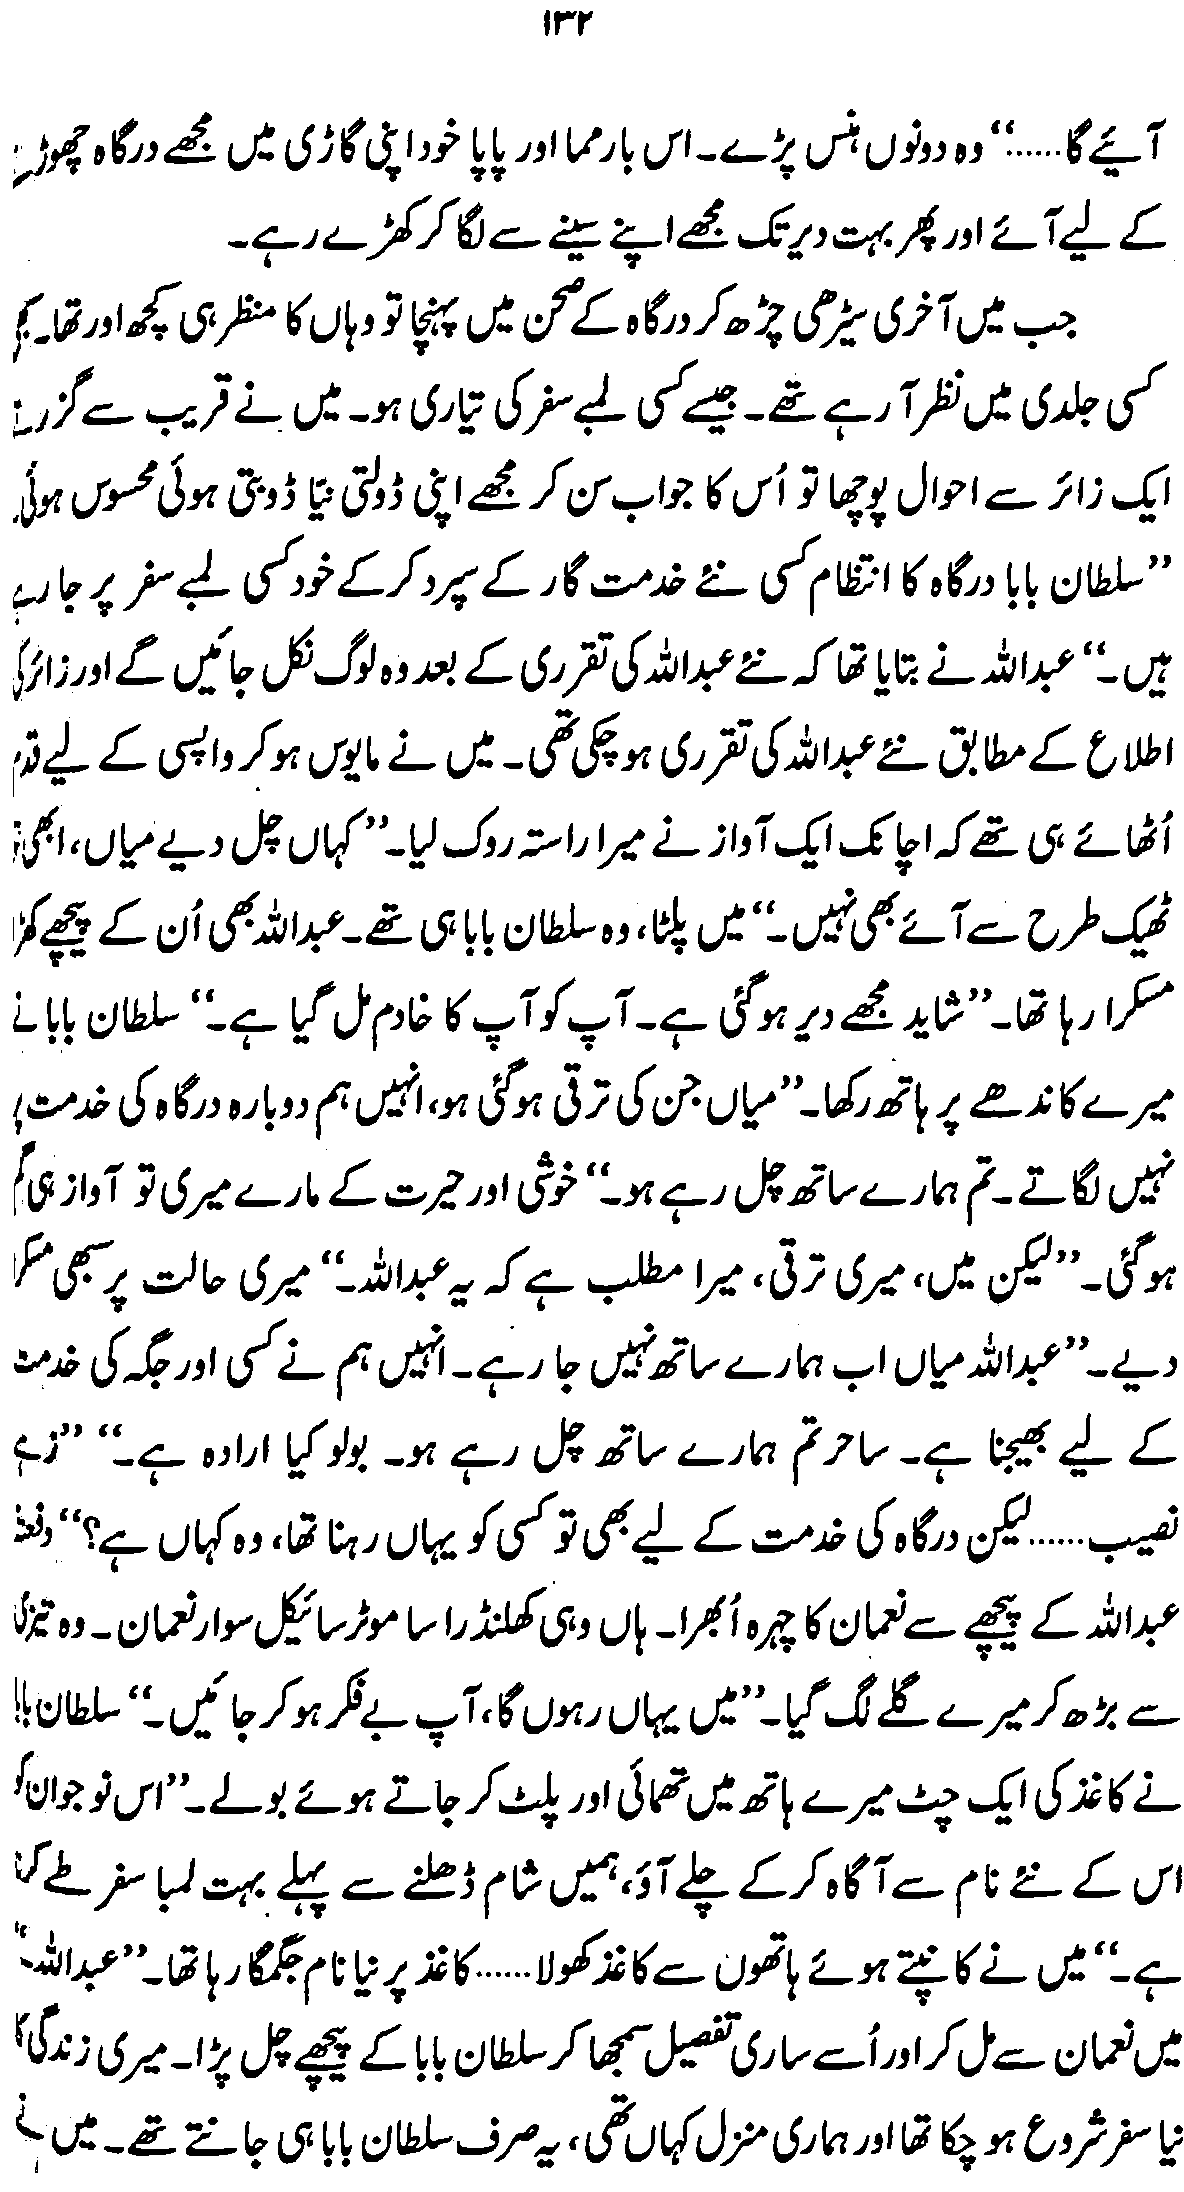 ۱۳۲
آئیے گا......“ وہ دونوں ہنس پڑے۔ اس بار مما اور پاپا خود اپنی گاڑی میں مجھے درگاہ چھوڑنے
کے لیے آئے اور پھر بہت دیر تک مجھے اپنے سینے سے لگا کر کھڑے رہے۔
جب میں آخری سیڑھی چڑھ کر درگاہ کے صحن میں پہنچا تو وہاں کا منظر ہی کچھ اور تھا۔
کسی جلدی میں نظر آ رہے تھے۔ جیسے کسی لمبے سفر کی تیاری ہو۔ میں نے قریب سے گزرتے
ایک زائر سے احوال پوچھا تو اُس کا جواب سن کر مجھے اپنی ڈولتی نیّا ڈوبتی ہوئی محسوس ہوئی
”سلطان بابا درگاہ کا انتظام کسی نئے خدمت گار کے سپرد کر کے خود کسی لمبے سفر پر جا رہے
ہیں۔“ عبداللہ نے بتایا تھا کہ نئے عبداللہ کی تقرری کے بعد وہ لوگ نکل جائیں گے اور زائر کی
اطلاع کے مطابق نئے عبداللہ کی تقرری ہو چکی تھی۔ میں نے مایوس ہو کر واپسی کے لیے قدم
اُٹھائے ہی تھے کہ اچانک ایک آواز نے میرا راستہ روک لیا۔ ”کہاں چل دیے میاں، ابھی تو
ٹھیک طرح سے آئے بھی نہیں۔“ میں پلٹا، وہ سلطان بابا ہی تھے۔ عبداللہ بھی اُن کے پیچھے کھڑا
مسکرا رہا تھا۔ ”شاید مجھے دیر ہو گئی ہے۔ آپ کو آپ کا خادم مل گیا ہے۔“ سلطان بابا نے
میرے کاندھے پر ہاتھ رکھا۔ ”میاں جن کی ترقی ہو گئی ہو، انہیں ہم دوبارہ درگاہ کی خدمت پر
نہیں لگاتے۔ تم ہمارے ساتھ چل رہے ہو۔“ خوشی اور حیرت کے مارے میری تو آواز ہی گم
ہو گئی۔ ”لیکن میں، میری ترقی، میرا مطلب ہے کہ یہ عبداللہ۔“ میری حالت پر سبھی مسکرا
دیے۔ ”عبداللہ میاں اب ہمارے ساتھ نہیں جا رہے۔ انہیں ہم نے کسی اور جگہ کی خدمت
کے لیے بھیجنا ہے۔ ساحر تم ہمارے ساتھ چل رہے ہو۔ بولو کیا ارادہ ہے۔“ ”زہے
نصیب......لیکن درگاہ کی خدمت کے لیے بھی تو کسی کو یہاں رہنا تھا، وہ کہاں ہے؟“ دفعتہ
عبداللہ کے پیچھے سے نعمان کا چہرہ اُبھرا۔ ہاں وہی کھلنڈرا سا موٹر سائیکل سوار نعمان۔ وہ تیزی
سے بڑھ کر میرے گلے لگ گیا۔ ”میں یہاں رہوں گا، آپ بے فکر ہو کر جائیں۔“ سلطان بابا
نے کاغذ کی ایک چٹ میرے ہاتھ میں تھمائی اور پلٹ کر جاتے ہوئے بولے۔ ”اس نوجوان کو
اس کے نئے نام سے آگاہ کر کے چلے آؤ، ہمیں شام ڈھلنے سے پہلے بہت لمبا سفر طے کرنا
ہے۔“ میں نے کانپتے ہوئے ہاتھوں سے کاغذ کھولا......کاغذ پر نیا نام جگمگا رہا تھا۔ ”عبداللہ۔“
میں نعمان سے مل کر اور اُسے ساری تفصیل سمجھا کر سلطان بابا کے پیچھے چل پڑا۔ میری زندگی کا
نیا سفر شروع ہو چکا تھا اور ہماری منزل کہاں تھی، یہ صرف سلطان بابا ہی جانتے تھے۔ میں نے